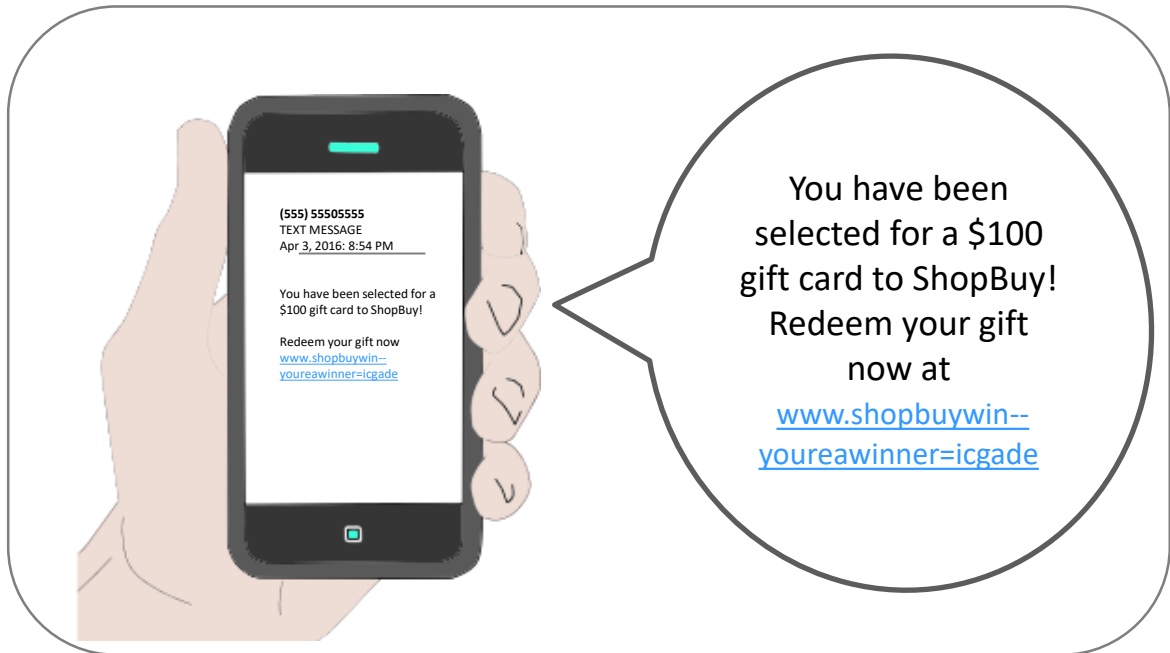 (555) 55505555
TEXT MESSAGE
Apr 3, 2016: 8:54 PM
You have been selected for a
$100 gift card to ShopBuy!
Redeem your gift now
www.shopbuywin--
youreawinner=icgade
You have been
selected for a $100
gift card to ShopBuy!
Redeem your gift
now at
www.shopbuywin--
youreawinner=icgade